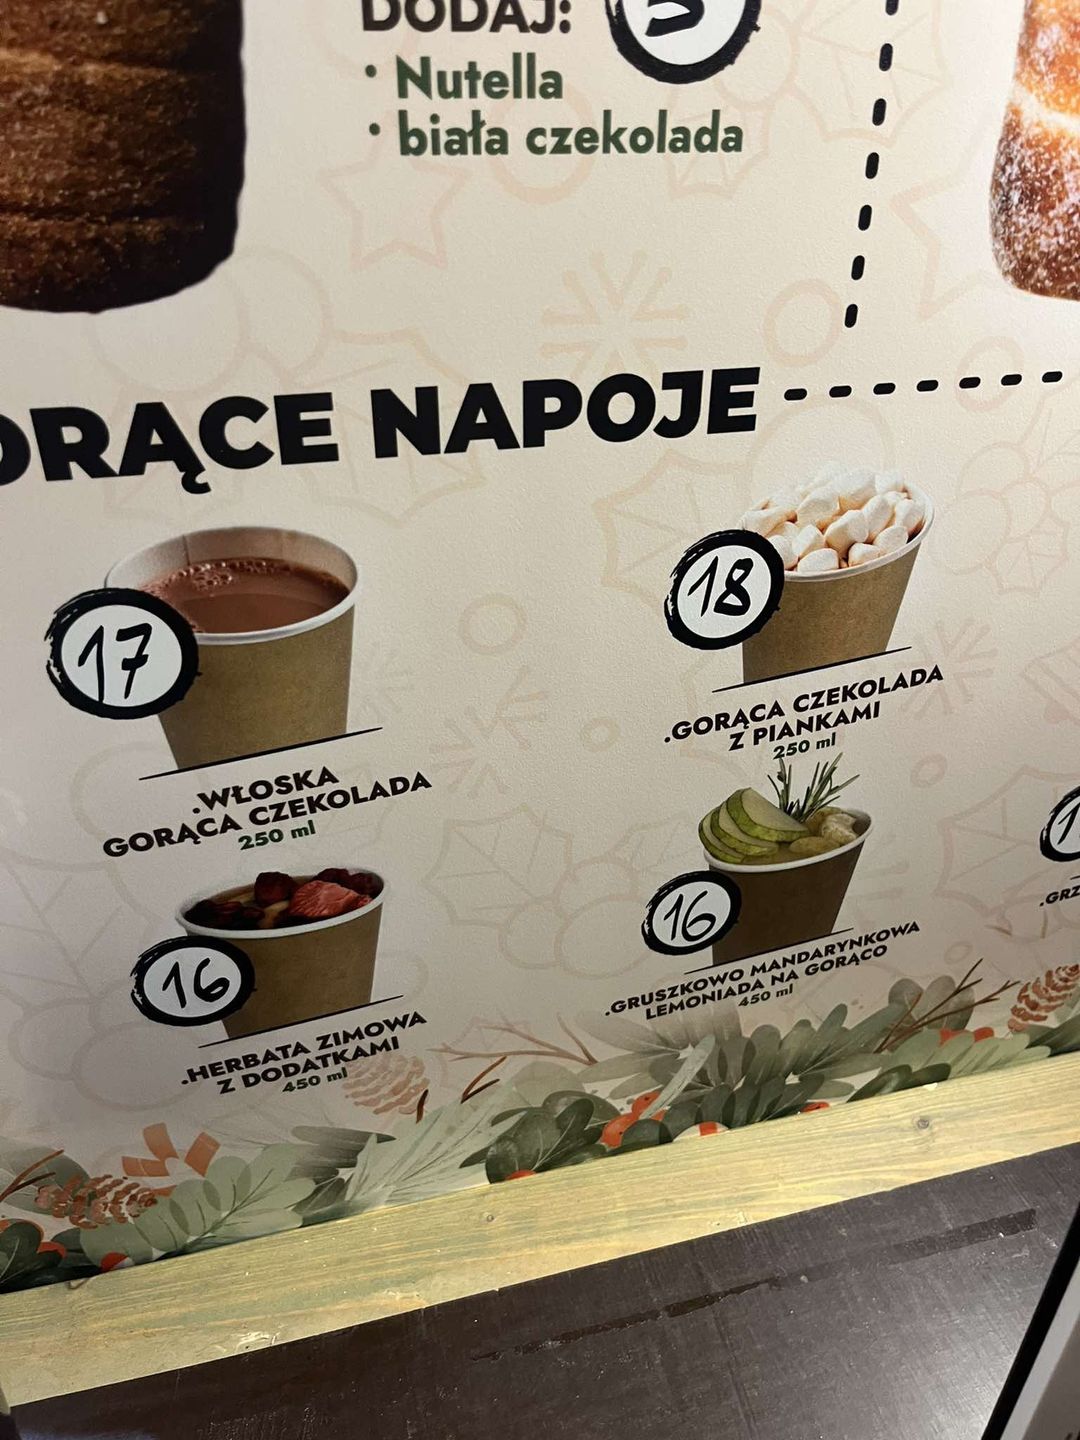 DODAJ:
• Nutella
• biała czekolada
ORĄCE NAPOJE
17
.WŁOSKA
GORĄCA CZEKOLADA
250 ml
18
.GORĄCA CZEKOLADA
Z PIANKAMI
250 ml
16
.HERBATA ZIMOWA
Z DODATKAMI
450 ml
16
.GRUSZKOWO MANDARYNKOWA
LEMONIADA NA GORĄCO
450 ml